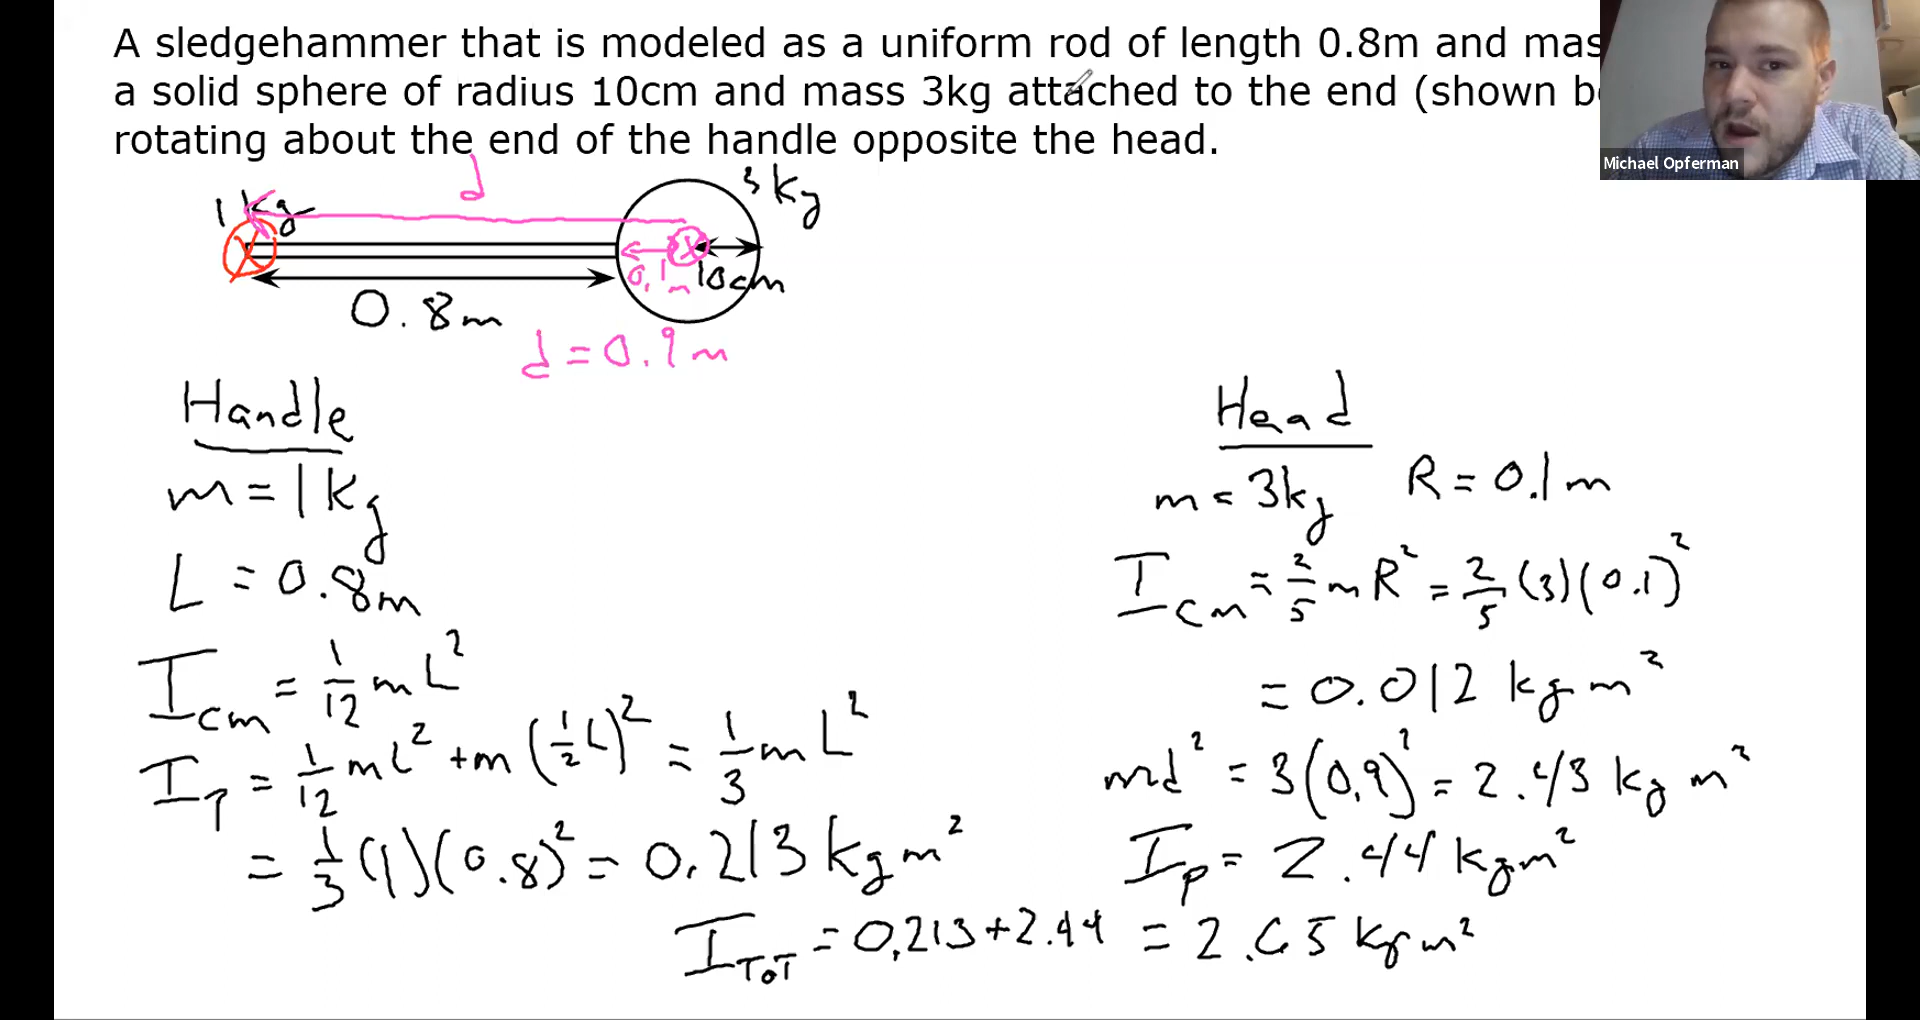 A sledgehammer that is modeled as a uniform rod of length 0.8m and mas
a solid sphere of radius 10cm and mass 3kg attached to the end (shown b
rotating about the end of the handle opposite the head.
Michael Opferman
d
1kg
3kg
0.1m
10cm
0.8m
d = 0.9m
Handle
m = 1kg
L = 0.8m
I_cm = 1/12 mL²
I_P = 1/12 mL² + m(1/2 L)² = 1/3 mL²
= 1/3 (1)(0.8)² = 0.213 kgm²
Head
m = 3kg R = 0.1m
I_cm = 2/5 mR² = 2/5 (3)(0.1)²
= 0.012 kgm²
md² = 3(0.9)² = 2.43 kgm²
I_P = 2.44 kgm²
I_TOT = 0.213 + 2.44 = 2.65 kgm²